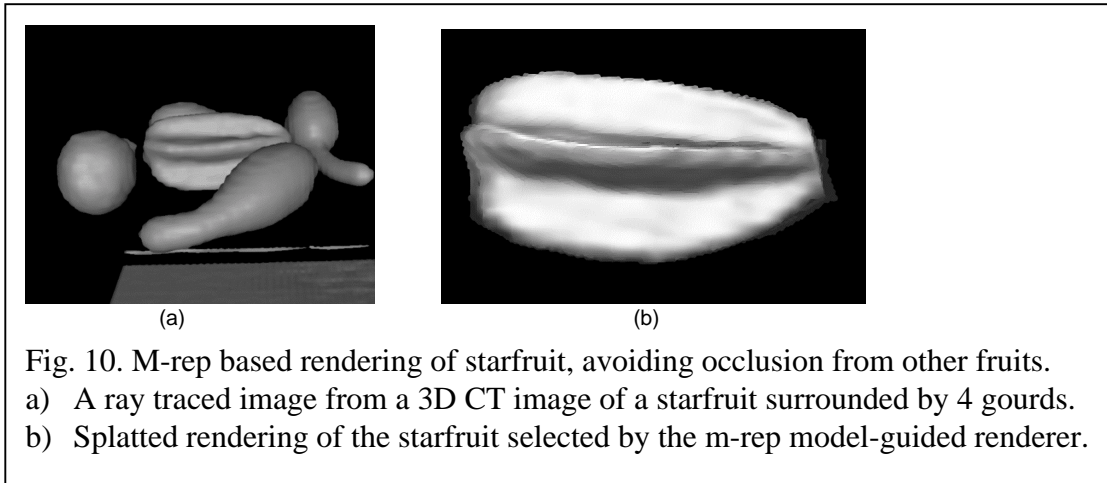 (a)
(b)
Fig. 10. M-rep based rendering of starfruit, avoiding occlusion from other fruits.
a) A ray traced image from a 3D CT image of a starfruit surrounded by 4 gourds.
b) Splatted rendering of the starfruit selected by the m-rep model-guided renderer.